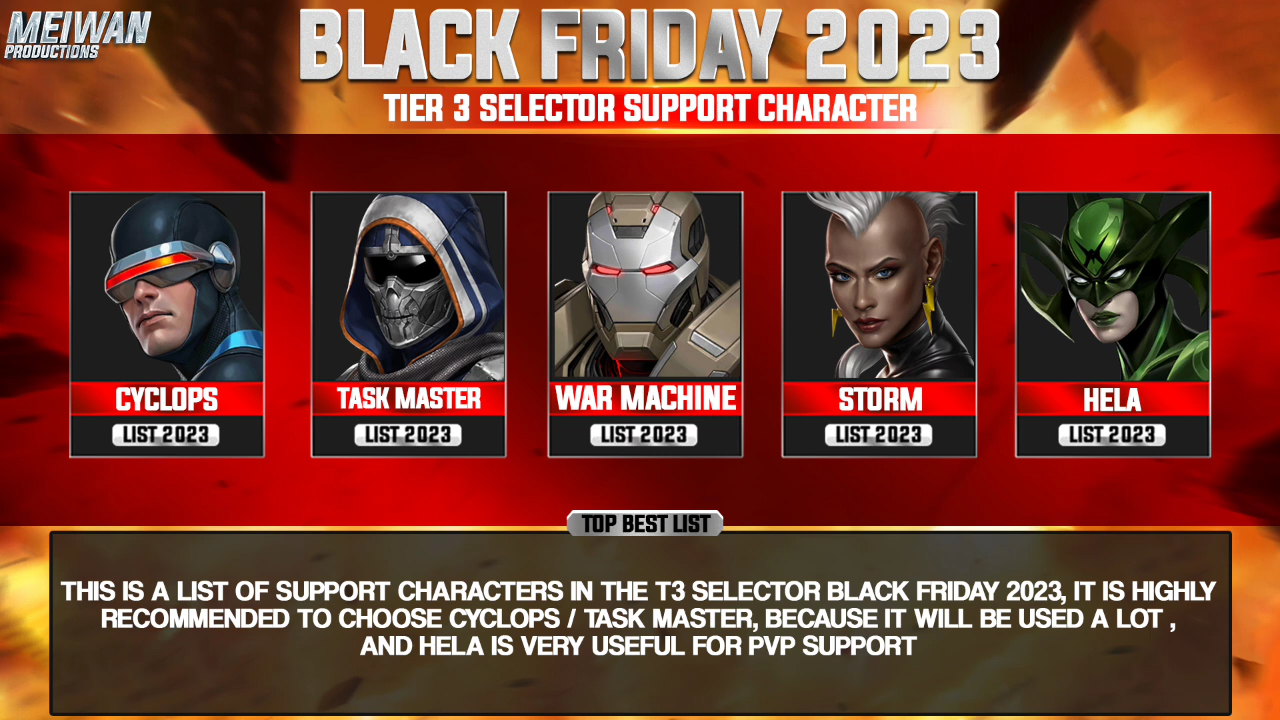 MEIWAN
PRODUCTIONS
BLACK FRIDAY 2023
TIER 3 SELECTOR SUPPORT CHARACTER
CYCLOPS
TASK MASTER
WAR MACHINE
STORM
HELA
LIST 2023
LIST 2023
LIST 2023
LIST 2023
LIST 2023
TOP BEST LIST
THIS IS A LIST OF SUPPORT CHARACTERS IN THE T3 SELECTOR BLACK FRIDAY 2023, IT IS HIGHLY
RECOMMENDED TO CHOOSE CYCLOPS / TASK MASTER, BECAUSE IT WILL BE USED A LOT ,
AND HELA IS VERY USEFUL FOR PVP SUPPORT